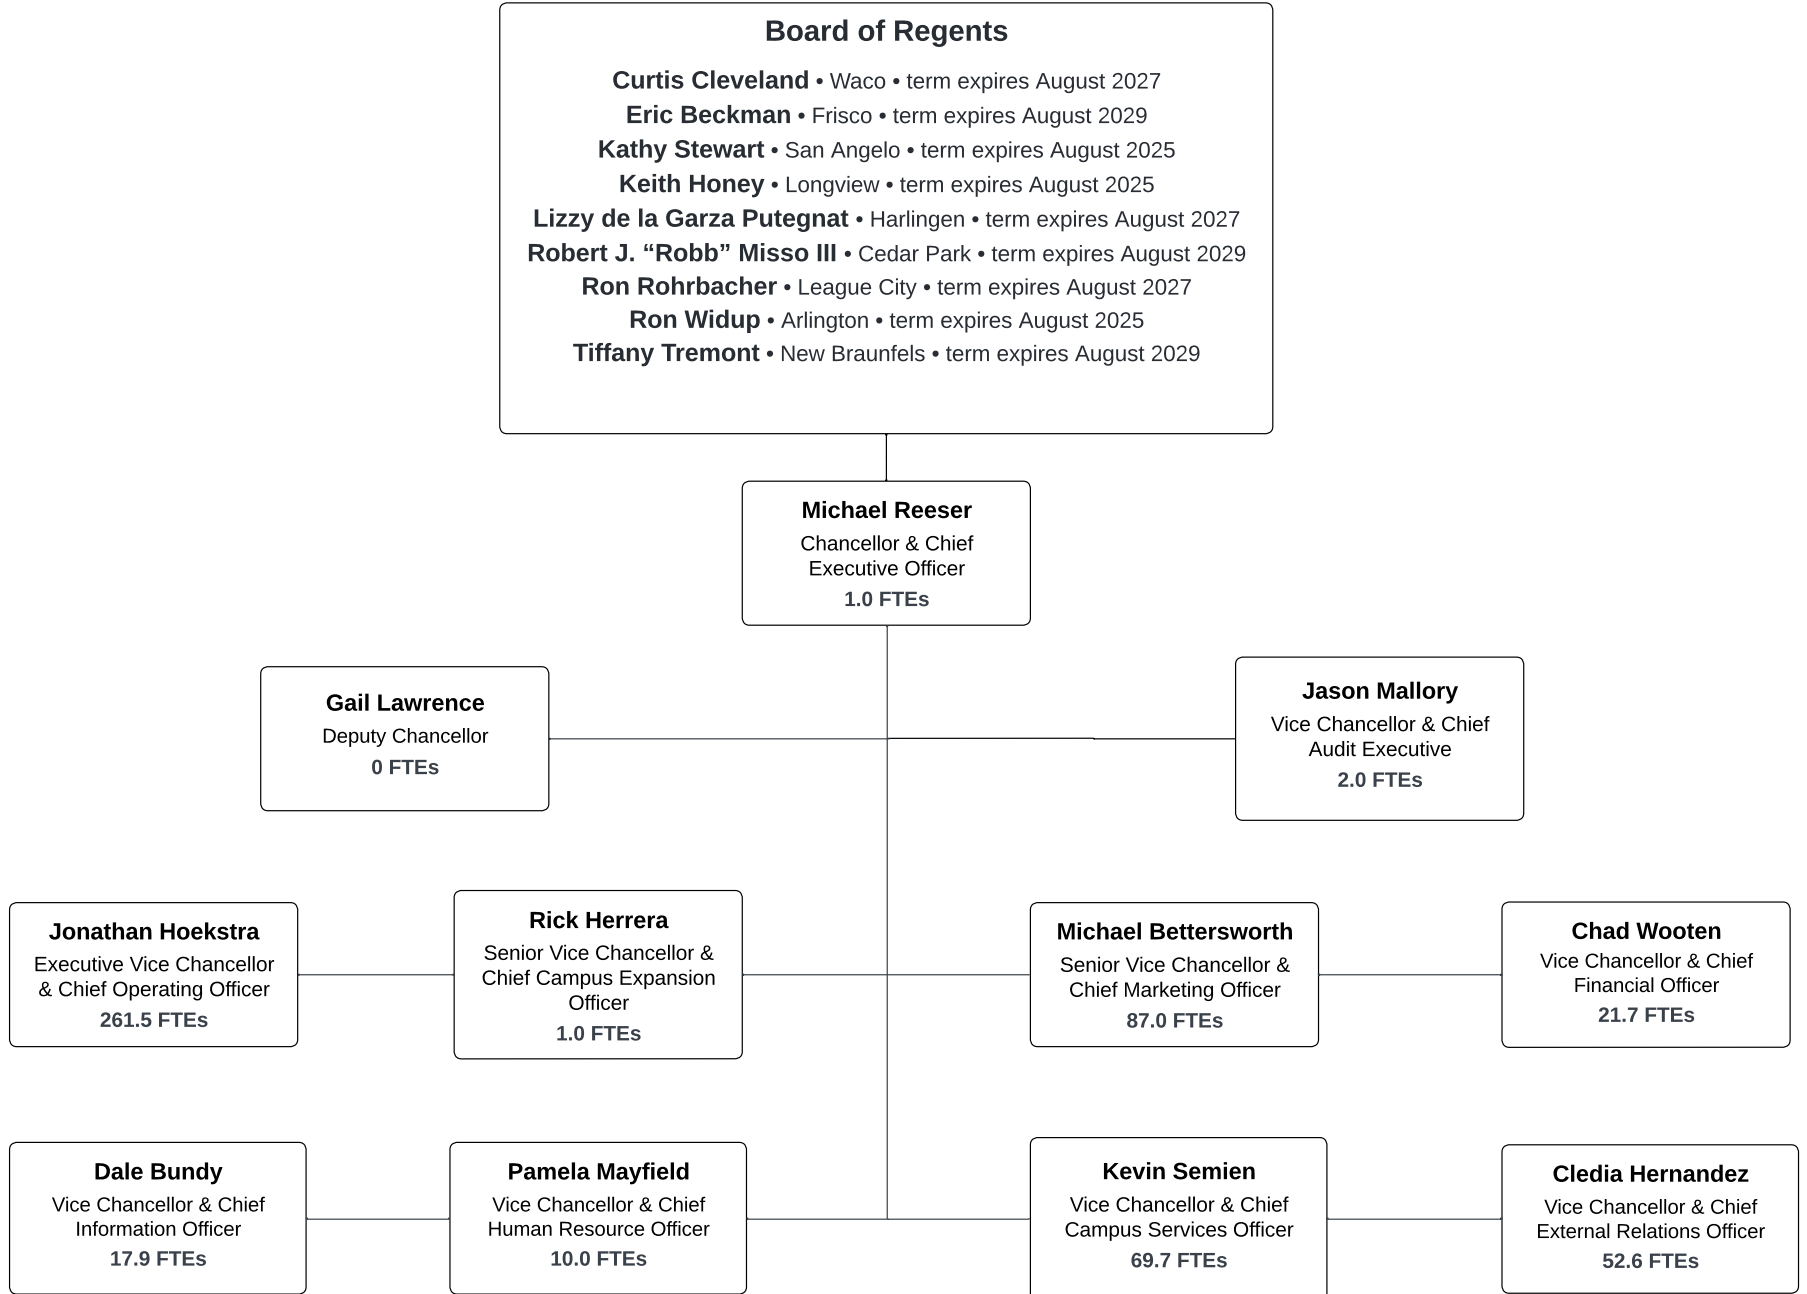 Board of Regents
Curtis Cleveland • Waco • term expires August 2027
Eric Beckman • Frisco • term expires August 2029
Kathy Stewart • San Angelo • term expires August 2025
Keith Honey • Longview • term expires August 2025
Lizzy de la Garza Putegnat • Harlingen • term expires August 2027
Robert J. “Robb” Misso III • Cedar Park • term expires August 2029
Ron Rohrbacher • League City • term expires August 2027
Ron Widup • Arlington • term expires August 2025
Tiffany Tremont • New Braunfels • term expires August 2029
Michael Reeser
Chancellor & Chief
Executive Officer
1.0 FTEs
Gail Lawrence
Deputy Chancellor
0 FTEs
Jason Mallory
Vice Chancellor & Chief
Audit Executive
2.0 FTEs
Jonathan Hoekstra
Executive Vice Chancellor
& Chief Operating Officer
261.5 FTEs
Rick Herrera
Senior Vice Chancellor &
Chief Campus Expansion
Officer
1.0 FTEs
Michael Bettersworth
Senior Vice Chancellor &
Chief Marketing Officer
87.0 FTEs
Chad Wooten
Vice Chancellor & Chief
Financial Officer
21.7 FTEs
Dale Bundy
Vice Chancellor & Chief
Information Officer
17.9 FTEs
Pamela Mayfield
Vice Chancellor & Chief
Human Resource Officer
10.0 FTEs
Kevin Semien
Vice Chancellor & Chief
Campus Services Officer
69.7 FTEs
Cledia Hernandez
Vice Chancellor & Chief
External Relations Officer
52.6 FTEs